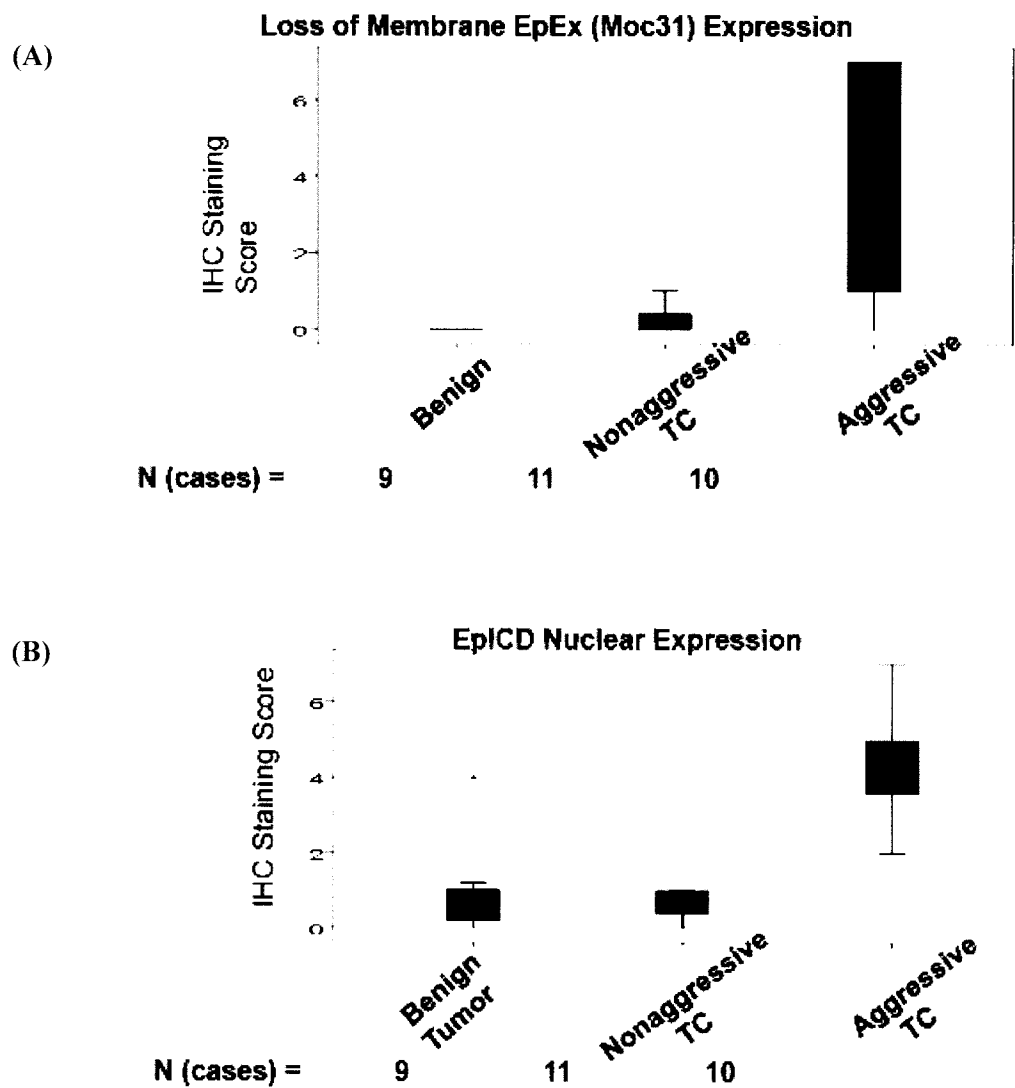 (A)
Loss of Membrane EpEx (Moc31) Expression
IHC Staining
Score
6
4
2
0
Benign
Nonaggressive
TC
Aggressive
TC
N (cases) = 9 11 10
(B)
EpICD Nuclear Expression
IHC Staining Score
6
4
2
0
Benign
Tumor
Nonaggressive
TC
Aggressive
TC
N (cases) = 9 11 10